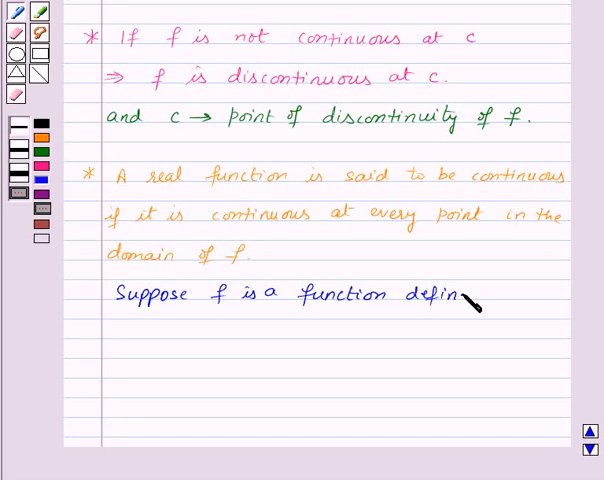 * If f is not continuous at c
⇒ f is discontinuous at c.
and c → point of discontinuity of f.
* A real function is said to be continuous
if it is continuous at every point in the
domain of f.
Suppose f is a function defin